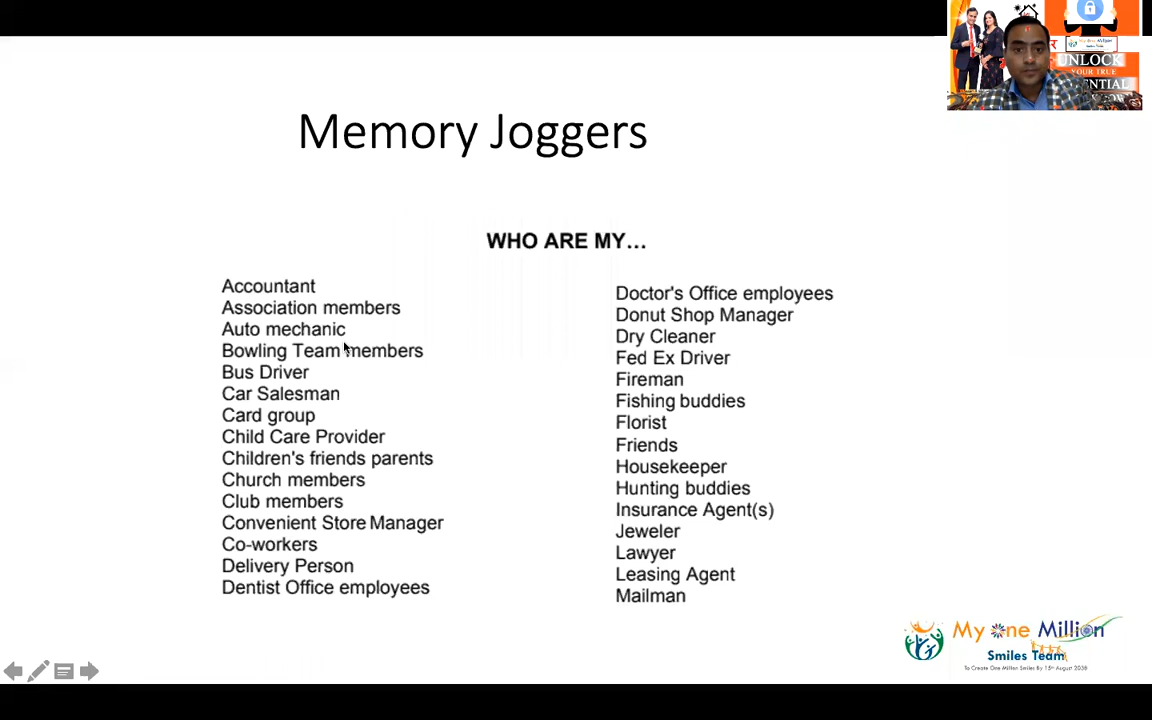 UNLOCK
YOUR TRUE
Memory Joggers
WHO ARE MY...
Accountant
Association members
Auto mechanic
Bowling Team members
Bus Driver
Car Salesman
Card group
Child Care Provider
Children's friends parents
Church members
Club members
Convenient Store Manager
Co-workers
Delivery Person
Dentist Office employees
Doctor's Office employees
Donut Shop Manager
Dry Cleaner
Fed Ex Driver
Fireman
Fishing buddies
Florist
Friends
Housekeeper
Hunting buddies
Insurance Agent(s)
Jeweler
Lawyer
Leasing Agent
Mailman
My One Million
Smiles Team
To Create One Million Smiles By 15th August 2038